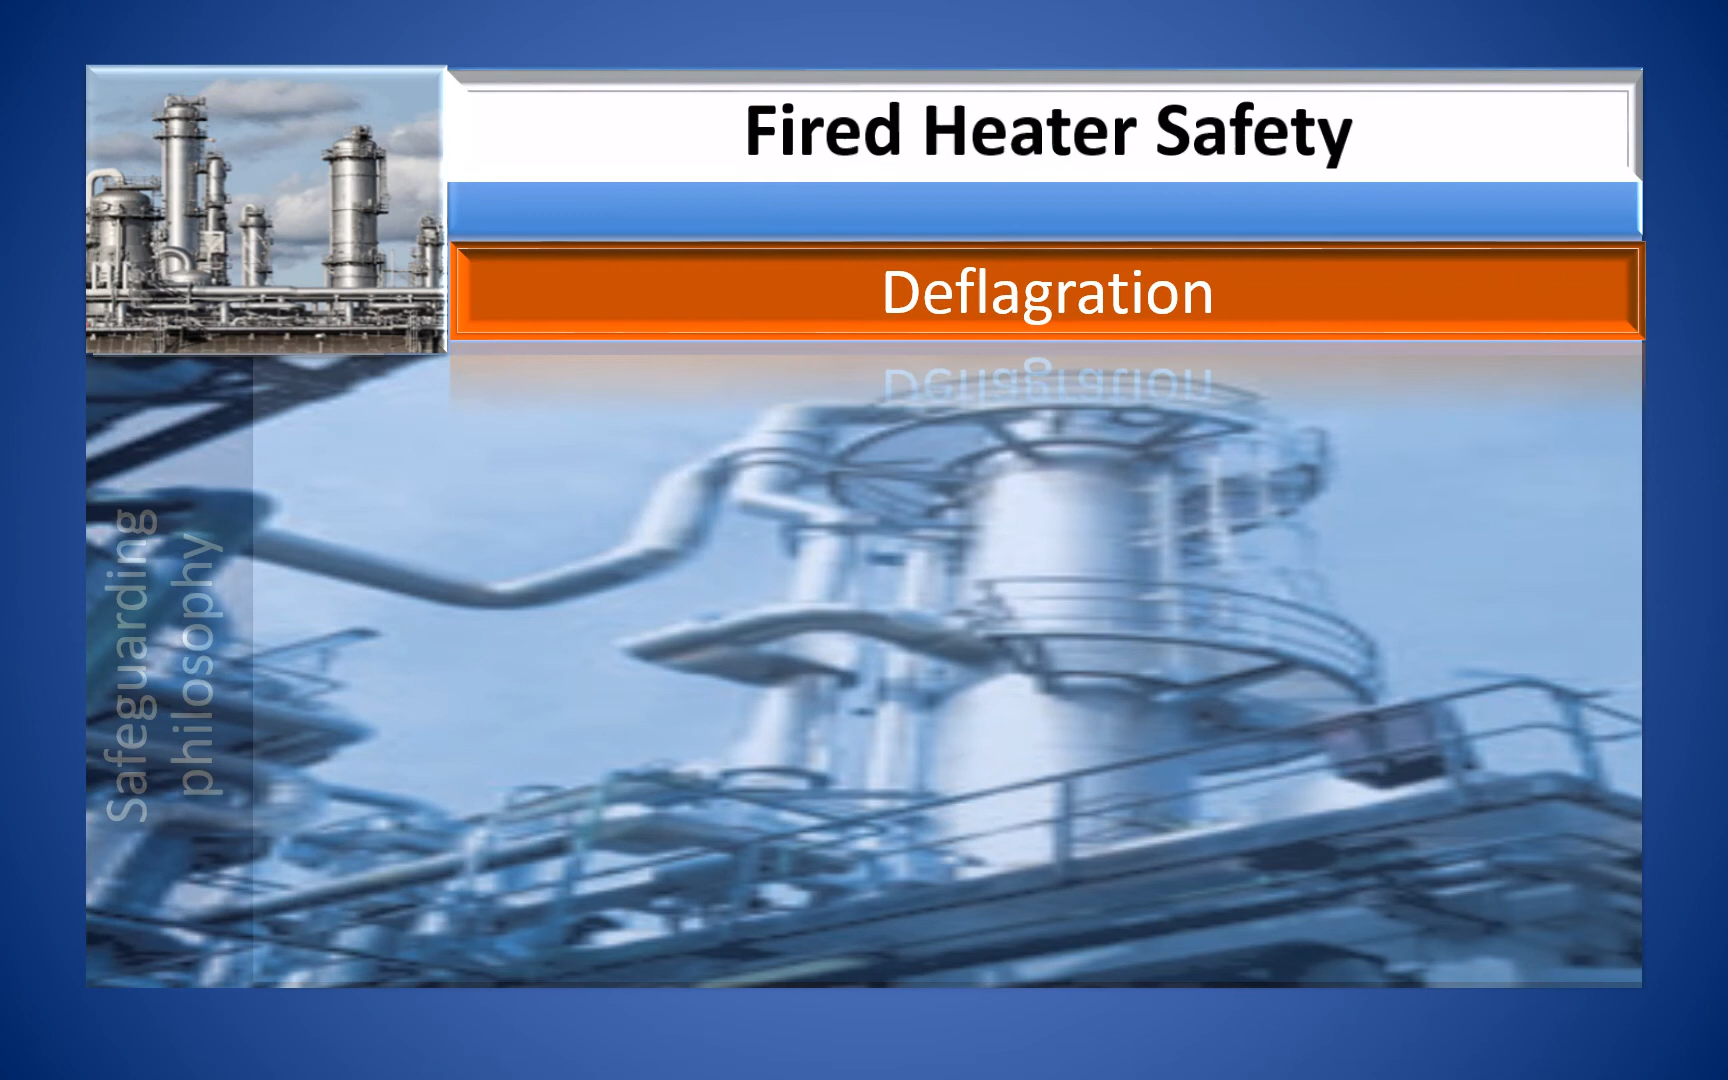 Fired Heater Safety
Deflagration
Safeguarding
philosophy